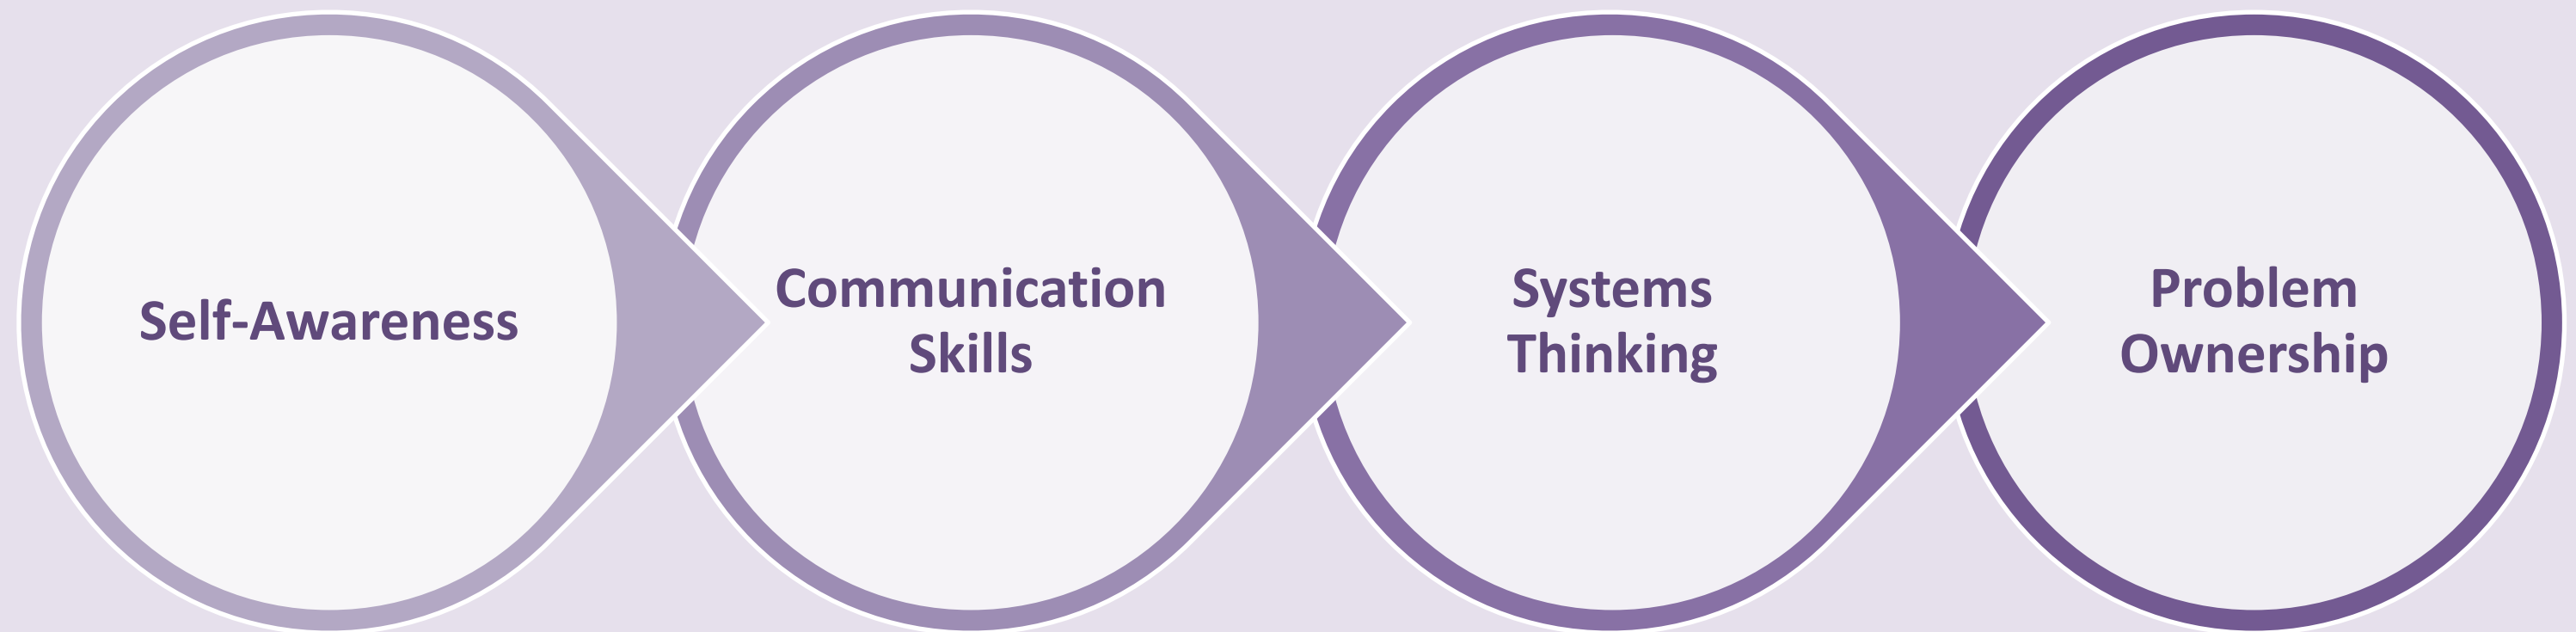 Self-Awareness
Communication
Skills
Systems
Thinking
Problem
Ownership